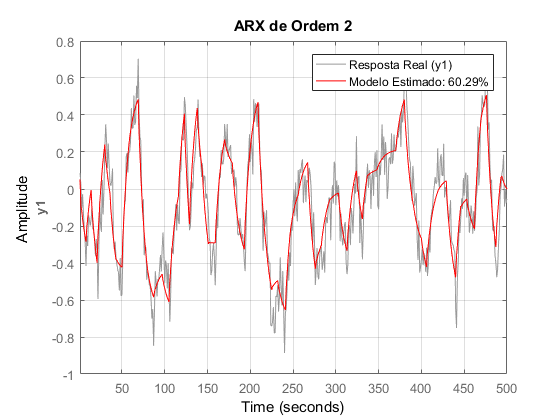 ARX de Ordem 2
Resposta Real (y1)
Modelo Estimado: 60.29%
Amplitude
y1
0.8
0.6
0.4
0.2
0
-0.2
-0.4
-0.6
-0.8
-1
50 100 150 200 250 300 350 400 450 500
Time (seconds)